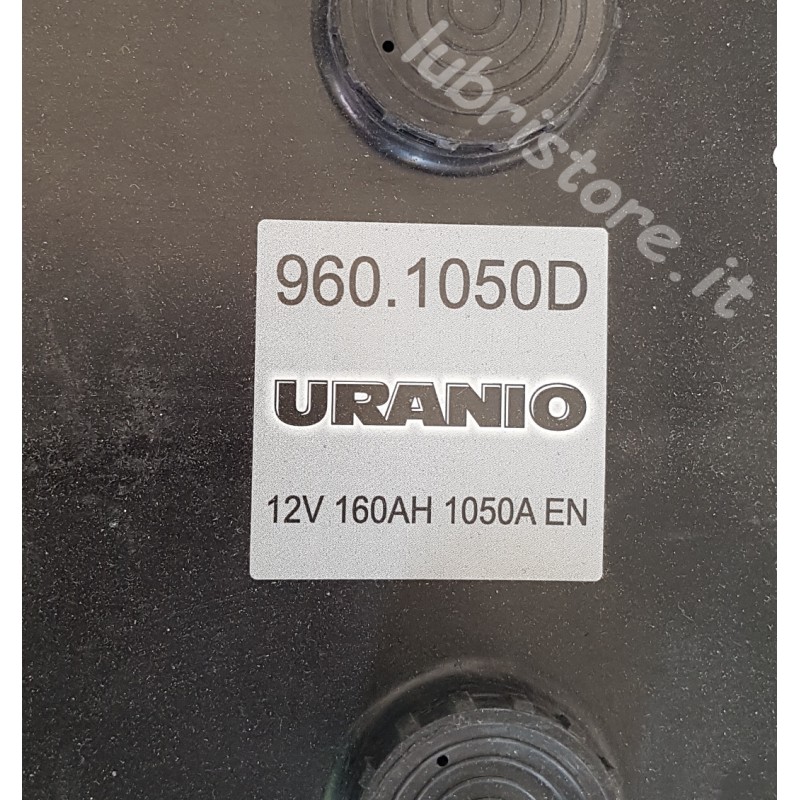 lubristore.it
960.1050D
URANIO
12V 160AH 1050A EN